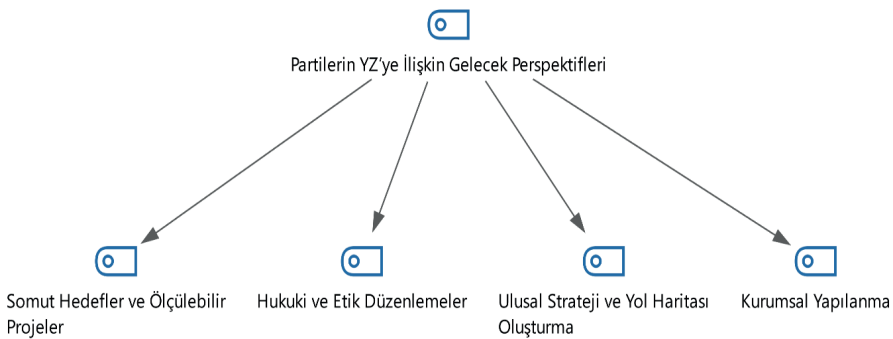 Partilerin YZ'ye İlişkin Gelecek Perspektifleri
Somut Hedefler ve Ölçülebilir
Projeler
Hukuki ve Etik Düzenlemeler
Ulusal Strateji ve Yol Haritası
Oluşturma
Kurumsal Yapılanma